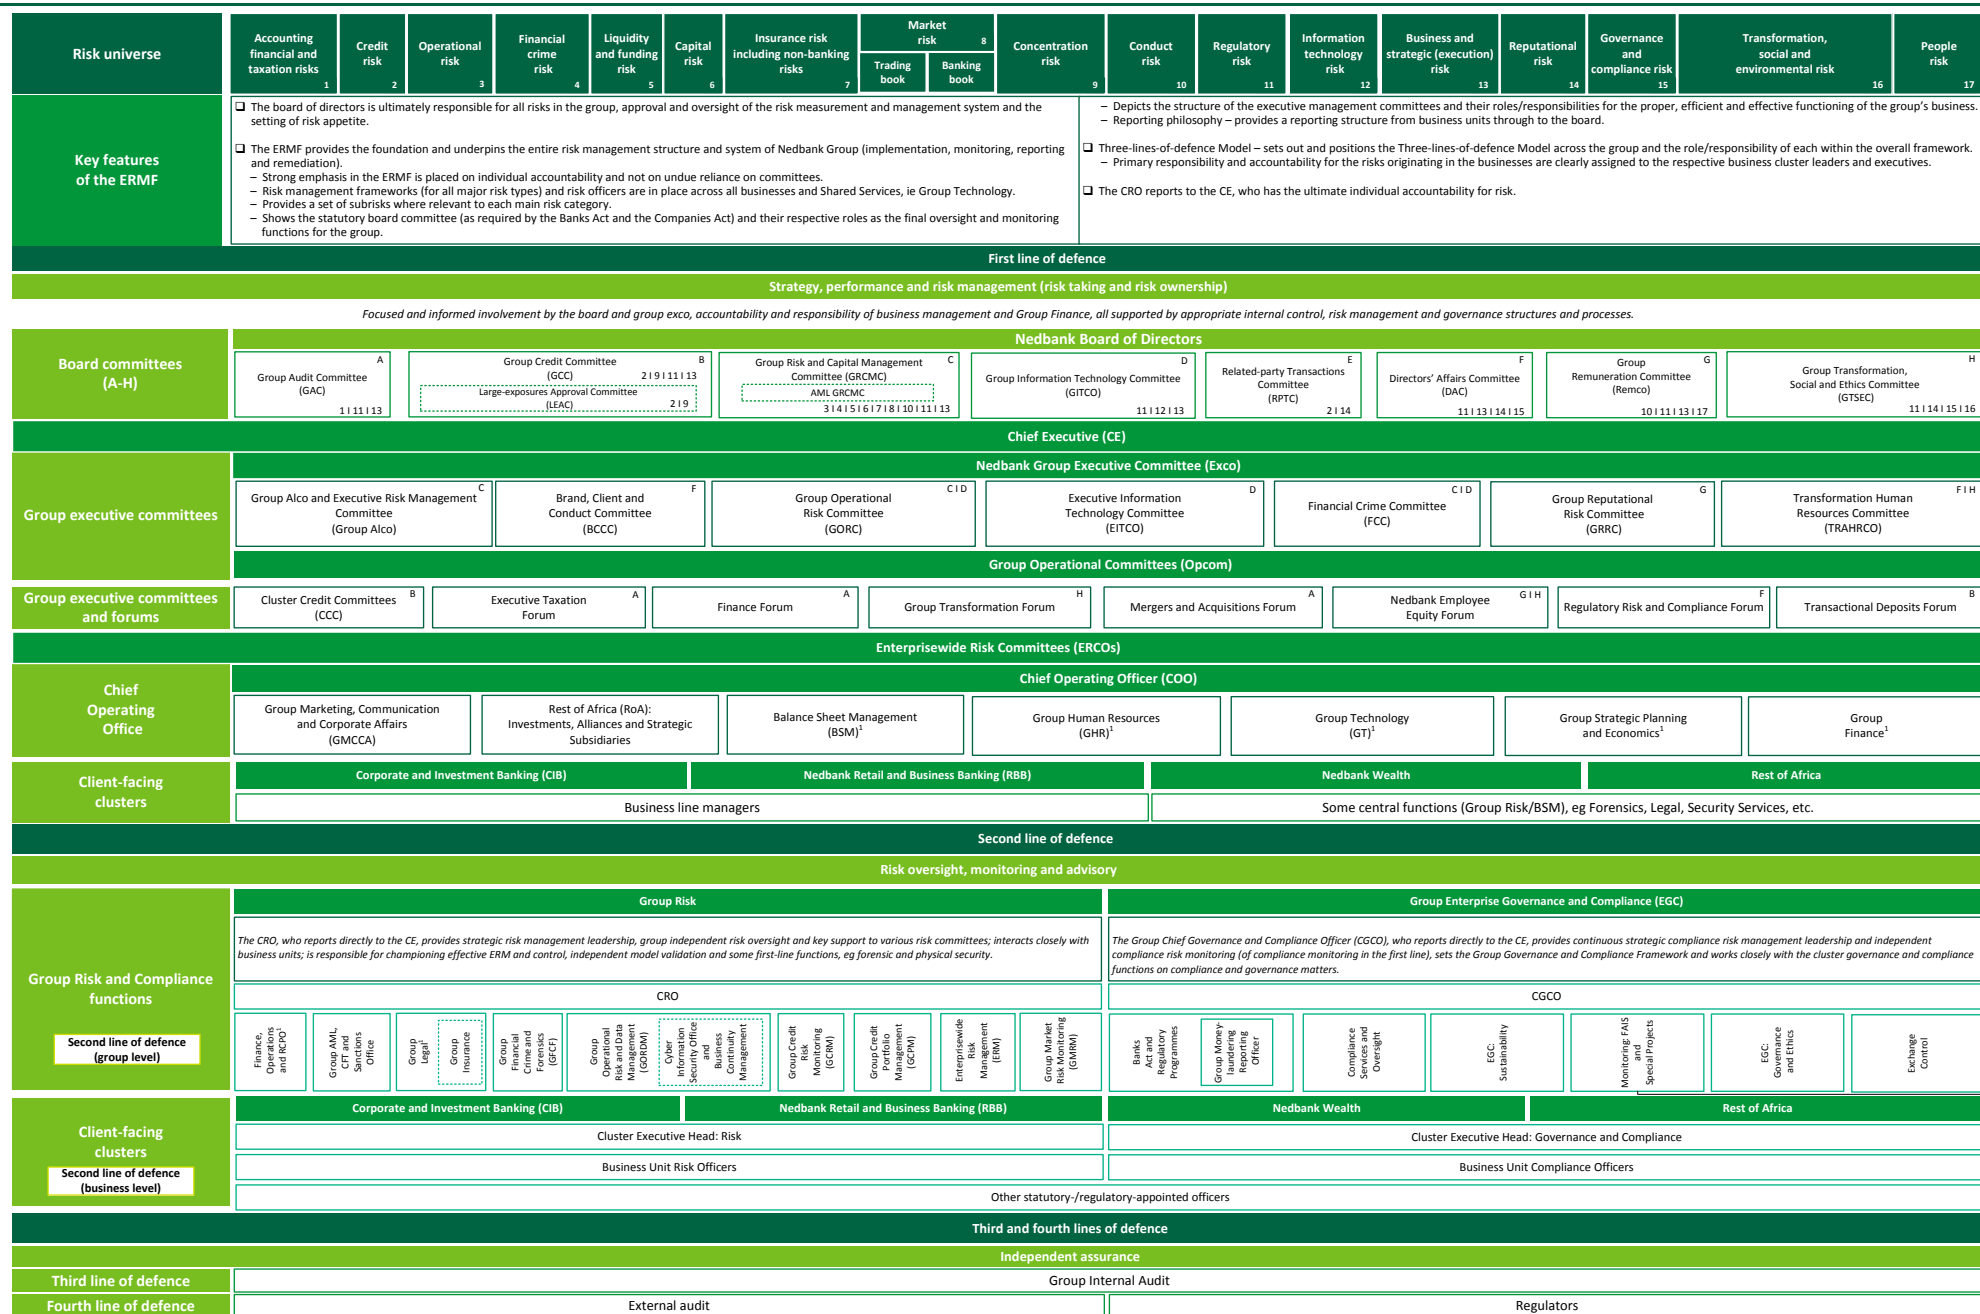 Risk universe
Accounting
financial and
taxation risks
1
Credit
risk
2
Operational
risk
3
Financial
crime
risk
4
Liquidity
and funding
risk
5
Capital
risk
6
Insurance risk
including non-banking
risks
7
Market
risk
8
Trading
book
Banking
book
Concentration
risk
9
Conduct
risk
10
Regulatory
risk
11
Information
technology
risk
12
Business and
strategic (execution)
risk
13
Reputational
risk
14
Governance
and
compliance risk
15
Transformation,
social and
environmental risk
16
People
risk
17
Key features
of the ERMF
❑ The board of directors is ultimately responsible for all risks in the group, approval and oversight of the risk measurement and management system and the
setting of risk appetite.
❑ The ERMF provides the foundation and underpins the entire risk management structure and system of Nedbank Group (implementation, monitoring, reporting
and remediation).
– Strong emphasis in the ERMF is placed on individual accountability and not on undue reliance on committees.
– Risk management frameworks (for all major risk types) and risk officers are in place across all businesses and Shared Services, ie Group Technology.
– Provides a set of subrisks where relevant to each main risk category.
– Shows the statutory board committee (as required by the Banks Act and the Companies Act) and their respective roles as the final oversight and monitoring
functions for the group.
– Depicts the structure of the executive management committees and their roles/responsibilities for the proper, efficient and effective functioning of the group's business.
– Reporting philosophy – provides a reporting structure from business units through to the board.
❑ Three-lines-of-defence Model – sets out and positions the Three-lines-of-defence Model across the group and the role/responsibility of each within the overall framework.
– Primary responsibility and accountability for the risks originating in the businesses are clearly assigned to the respective business cluster leaders and executives.
❑ The CRO reports to the CE, who has the ultimate individual accountability for risk.
First line of defence
Strategy, performance and risk management (risk taking and risk ownership)
Focused and informed involvement by the board and group exco, accountability and responsibility of business management and Group Finance, all supported by appropriate internal control, risk management and governance structures and processes.
Board committees
(A-H)
Nedbank Board of Directors
A
Group Audit Committee
(GAC)
1 I 11 I 13
B
Group Credit Committee
(GCC)
2 I 9 I 11 I 13
Large-exposures Approval Committee
(LEAC)
2 I 9
C
Group Risk and Capital Management
Committee (GRCMC)
AML GRCMC
3 I 4 I 5 I 6 I 7 I 8 I 10 I 11 I 13
D
Group Information Technology Committee
(GITCO)
11 I 12 I 13
E
Related-party Transactions
Committee
(RPTC)
2 I 14
F
Directors' Affairs Committee
(DAC)
11 I 13 I 14 I 15
G
Group
Remuneration Committee
(Remco)
10 I 11 I 13 I 17
H
Group Transformation,
Social and Ethics Committee
(GTSEC)
11 I 14 I 15 I 16
Chief Executive (CE)
Group executive committees
Nedbank Group Executive Committee (Exco)
C
Group Alco and Executive Risk Management
Committee
(Group Alco)
F
Brand, Client and
Conduct Committee
(BCCC)
C I D
Group Operational
Risk Committee
(GORC)
D
Executive Information
Technology Committee
(EITCO)
C I D
Financial Crime Committee
(FCC)
G
Group Reputational
Risk Committee
(GRRC)
F I H
Transformation Human
Resources Committee
(TRAHRCO)
Group Operational Committees (Opcom)
Group executive committees
and forums
Cluster Credit Committees
(CCC)
B
Executive Taxation
Forum
A
Finance Forum
A
Group Transformation Forum
H
Mergers and Acquisitions Forum
A
Nedbank Employee
Equity Forum
G I H
Regulatory Risk and Compliance Forum
F
Transactional Deposits Forum
B
Enterprisewide Risk Committees (ERCOs)
Chief
Operating
Office
Chief Operating Officer (COO)
Group Marketing, Communication
and Corporate Affairs
(GMCCA)
Rest of Africa (RoA):
Investments, Alliances and Strategic
Subsidiaries
Balance Sheet Management
(BSM)1
Group Human Resources
(GHR)1
Group Technology
(GT)1
Group Strategic Planning
and Economics1
Group
Finance1
Client-facing
clusters
Corporate and Investment Banking (CIB)
Nedbank Retail and Business Banking (RBB)
Nedbank Wealth
Rest of Africa
Business line managers
Some central functions (Group Risk/BSM), eg Forensics, Legal, Security Services, etc.
Second line of defence
Risk oversight, monitoring and advisory
Group Risk and Compliance
functions
Second line of defence
(group level)
Group Risk
Group Enterprise Governance and Compliance (EGC)
The CRO, who reports directly to the CE, provides strategic risk management leadership, group independent risk oversight and key support to various risk committees; interacts closely with
business units; is responsible for championing effective ERM and control, independent model validation and some first-line functions, eg forensic and physical security.
The Group Chief Governance and Compliance Officer (CGCO), who reports directly to the CE, provides continuous strategic compliance risk management leadership and independent
compliance risk monitoring (of compliance monitoring in the first line), sets the Group Governance and Compliance Framework and works closely with the cluster governance and compliance
functions on compliance and governance matters.
CRO
CGCO
Finance,
Operations
and RCPO1
Group AML,
CFT and
Sanctions
Office
Group
Legal1
Group
Insurance
Group
Financial
Crime and
Forensics
(GFCF)
Group
Operational
Risk and Data
Management
(GORDM)
Cyber
Information
Security Office
and
Business
Continuity
Management
Group Credit
Risk
Monitoring
(GCRM)
Group Credit
Portfolio
Management
(GCPM)
Enterprisewide
Risk
Management
(ERM)
Group Market
Risk Monitoring
(GMRM)
Banks
Act and
Regulatory
Programmes
Group Money-
laundering
Reporting
Officer
Compliance
Services and
Oversight
EGC:
Sustainability
Monitoring: FAIS
and
Special Projects
EGC:
Governance
and Ethics
Exchange
Control
Client-facing
clusters
Second line of defence
(business level)
Corporate and Investment Banking (CIB)
Nedbank Retail and Business Banking (RBB)
Nedbank Wealth
Rest of Africa
Cluster Executive Head: Risk
Cluster Executive Head: Governance and Compliance
Business Unit Risk Officers
Business Unit Compliance Officers
Other statutory-/regulatory-appointed officers
Third and fourth lines of defence
Independent assurance
Third line of defence
Group Internal Audit
Fourth line of defence
External audit
Regulators